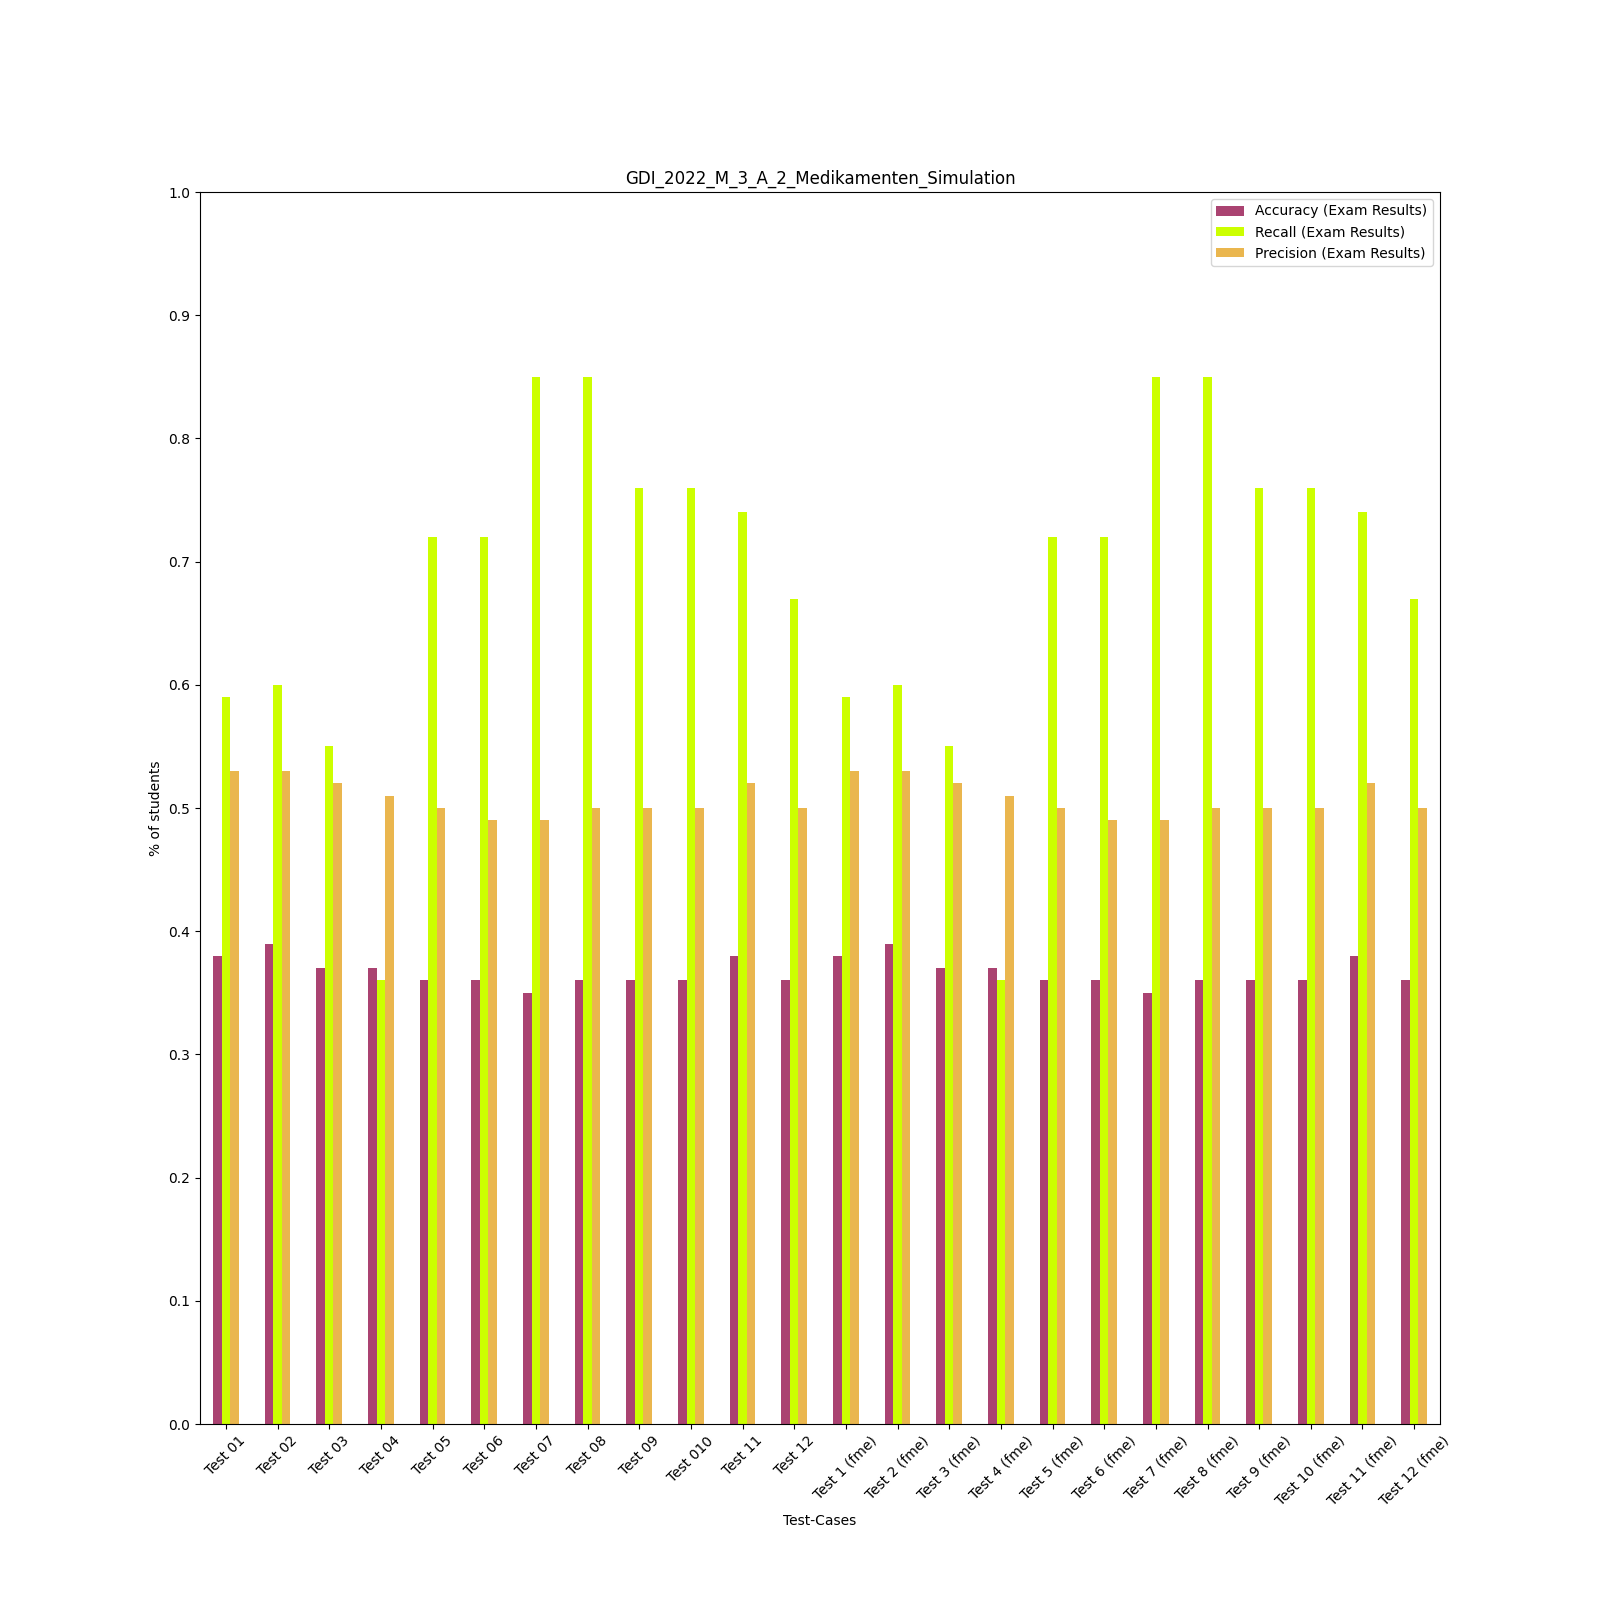 GDI_2022_M_3_A_2_Medikamenten_Simulation
Accuracy (Exam Results)
Recall (Exam Results)
Precision (Exam Results)
1.0
0.9
0.8
0.7
0.6
0.5
0.4
0.3
0.2
0.1
0.0
% of students
Test 01
Test 02
Test 03
Test 04
Test 05
Test 06
Test 07
Test 08
Test 09
Test 010
Test 11
Test 12
Test 1 (fme)
Test 2 (fme)
Test 3 (fme)
Test 4 (fme)
Test 5 (fme)
Test 6 (fme)
Test 7 (fme)
Test 8 (fme)
Test 9 (fme)
Test 10 (fme)
Test 11 (fme)
Test 12 (fme)
Test-Cases